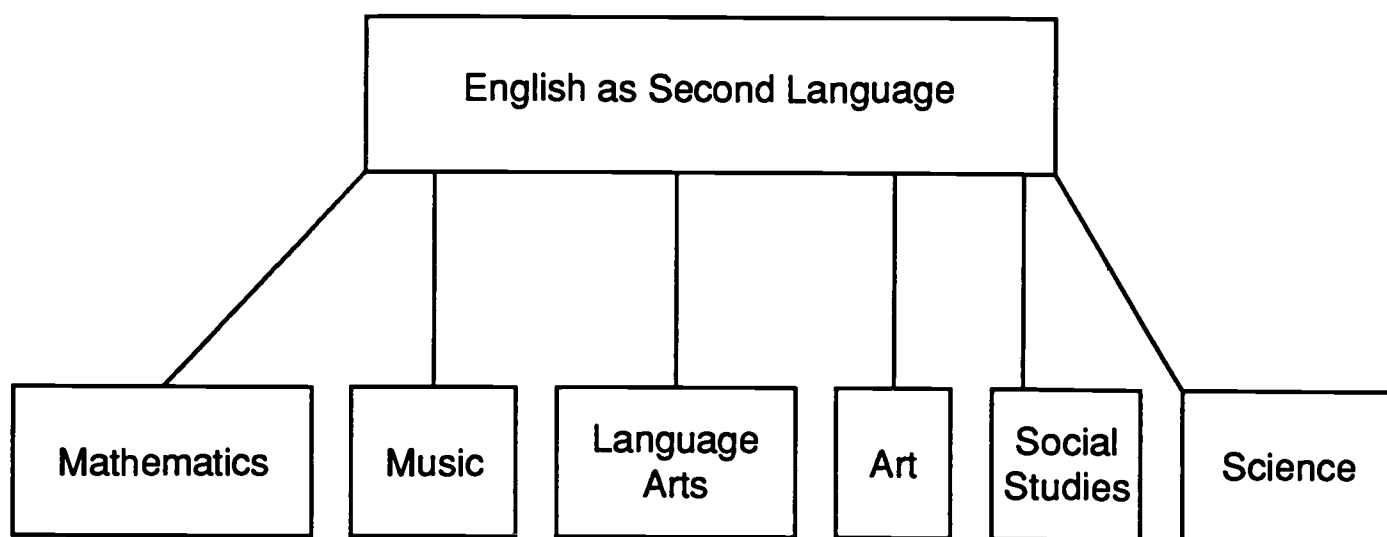 English as Second Language
Mathematics
Music
Language
Arts
Art
Social
Studies
Science